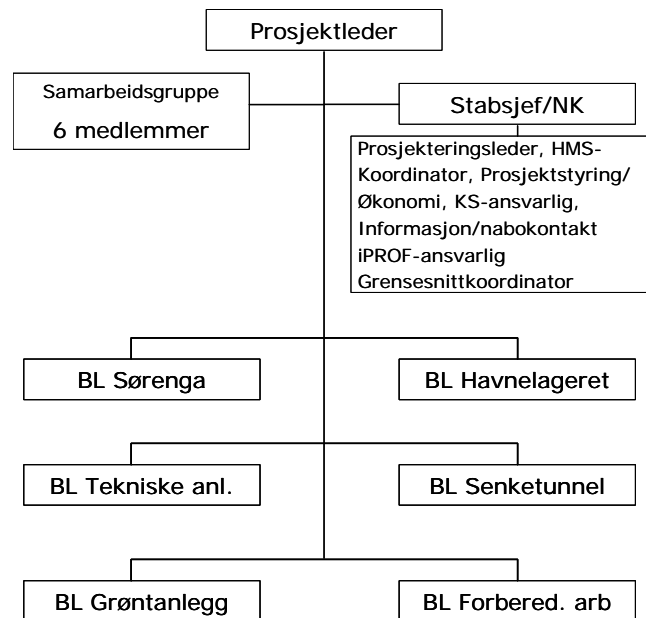 Prosjektleder
Samarbeidsgruppe
6 medlemmer
Stabsjef/NK
Prosjekteringsleder, HMS-
Koordinator, Prosjektstyring/
Økonomi, KS-ansvarlig,
Informasjon/nabokontakt
iPROF-ansvarlig
Grensesnittkoordinator
BL Sørenga
BL Havnelageret
BL Tekniske anl.
BL Senketunnel
BL Grøntanlegg
BL Forbered. arb